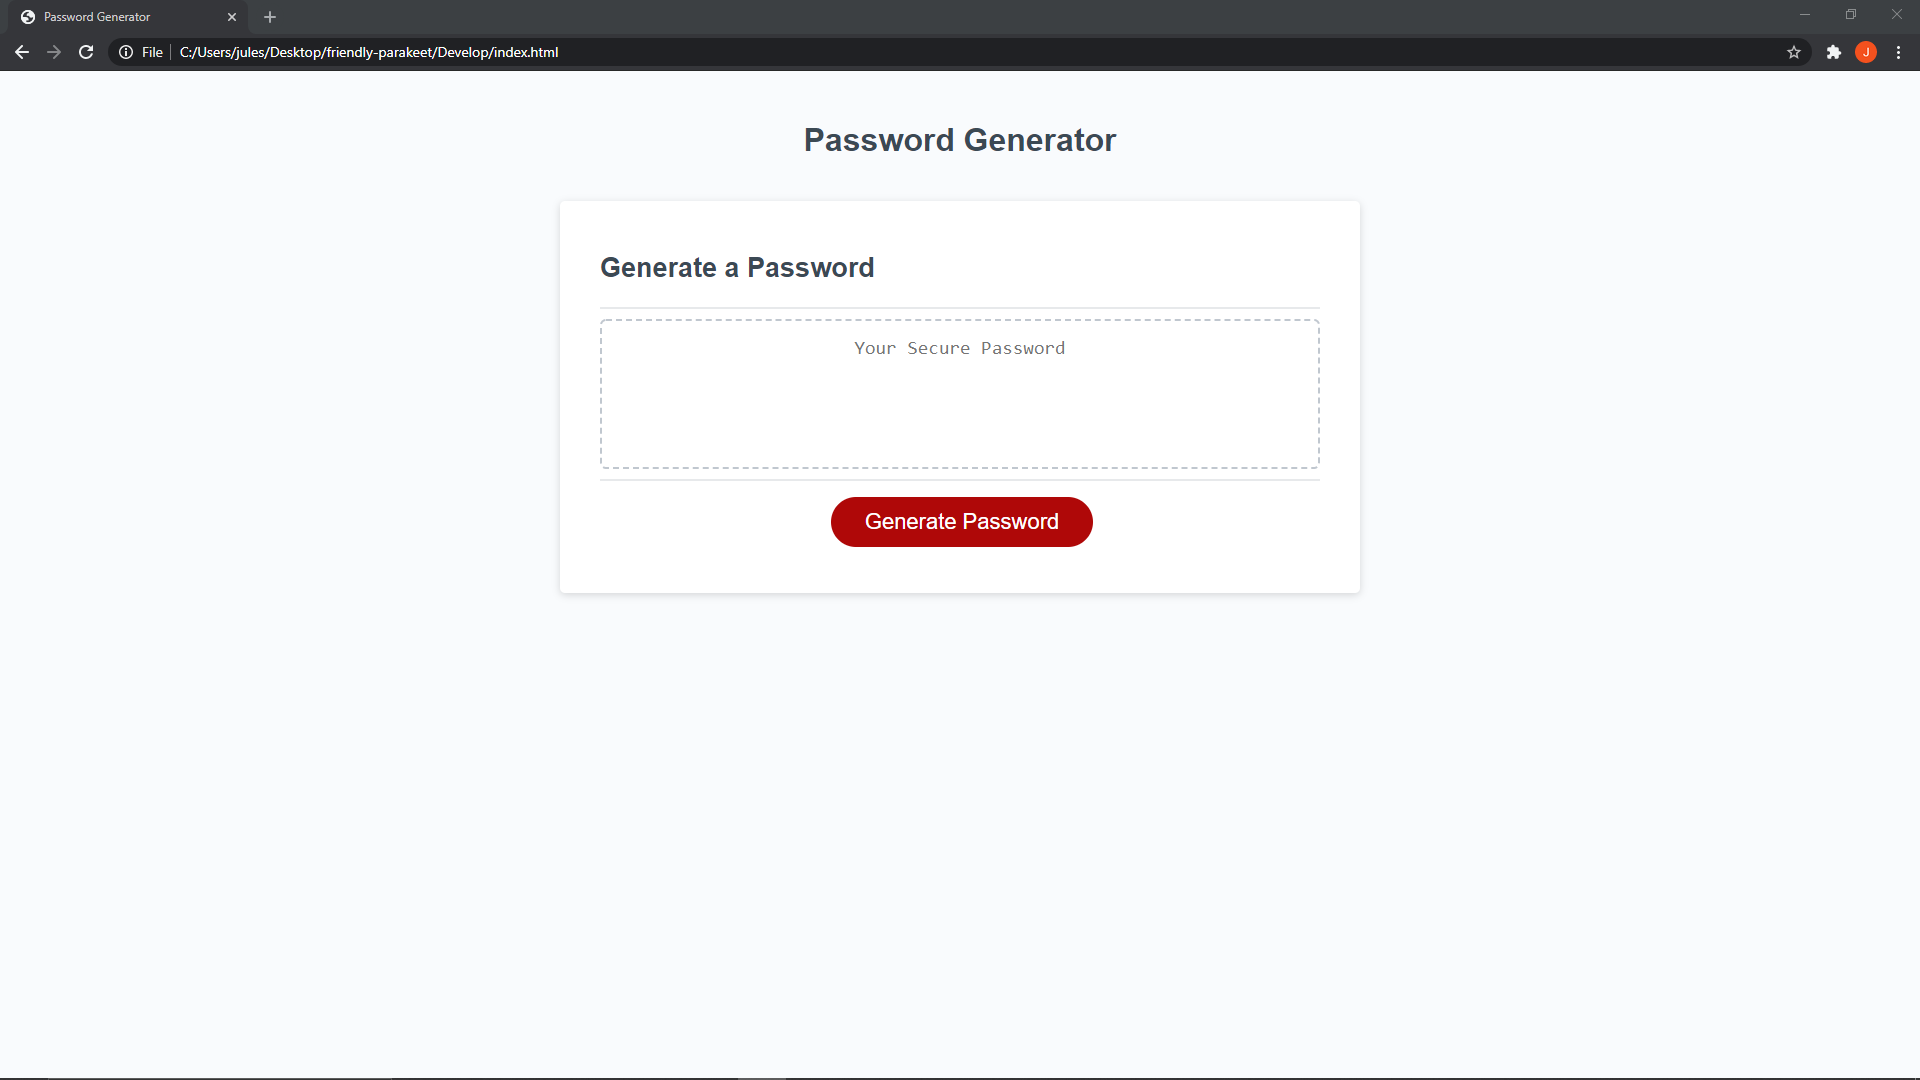 Password Generator
File
C:/Users/jules/Desktop/friendly-parakeet/Develop/index.html
J
Password Generator
Generate a Password
Your Secure Password
Generate Password